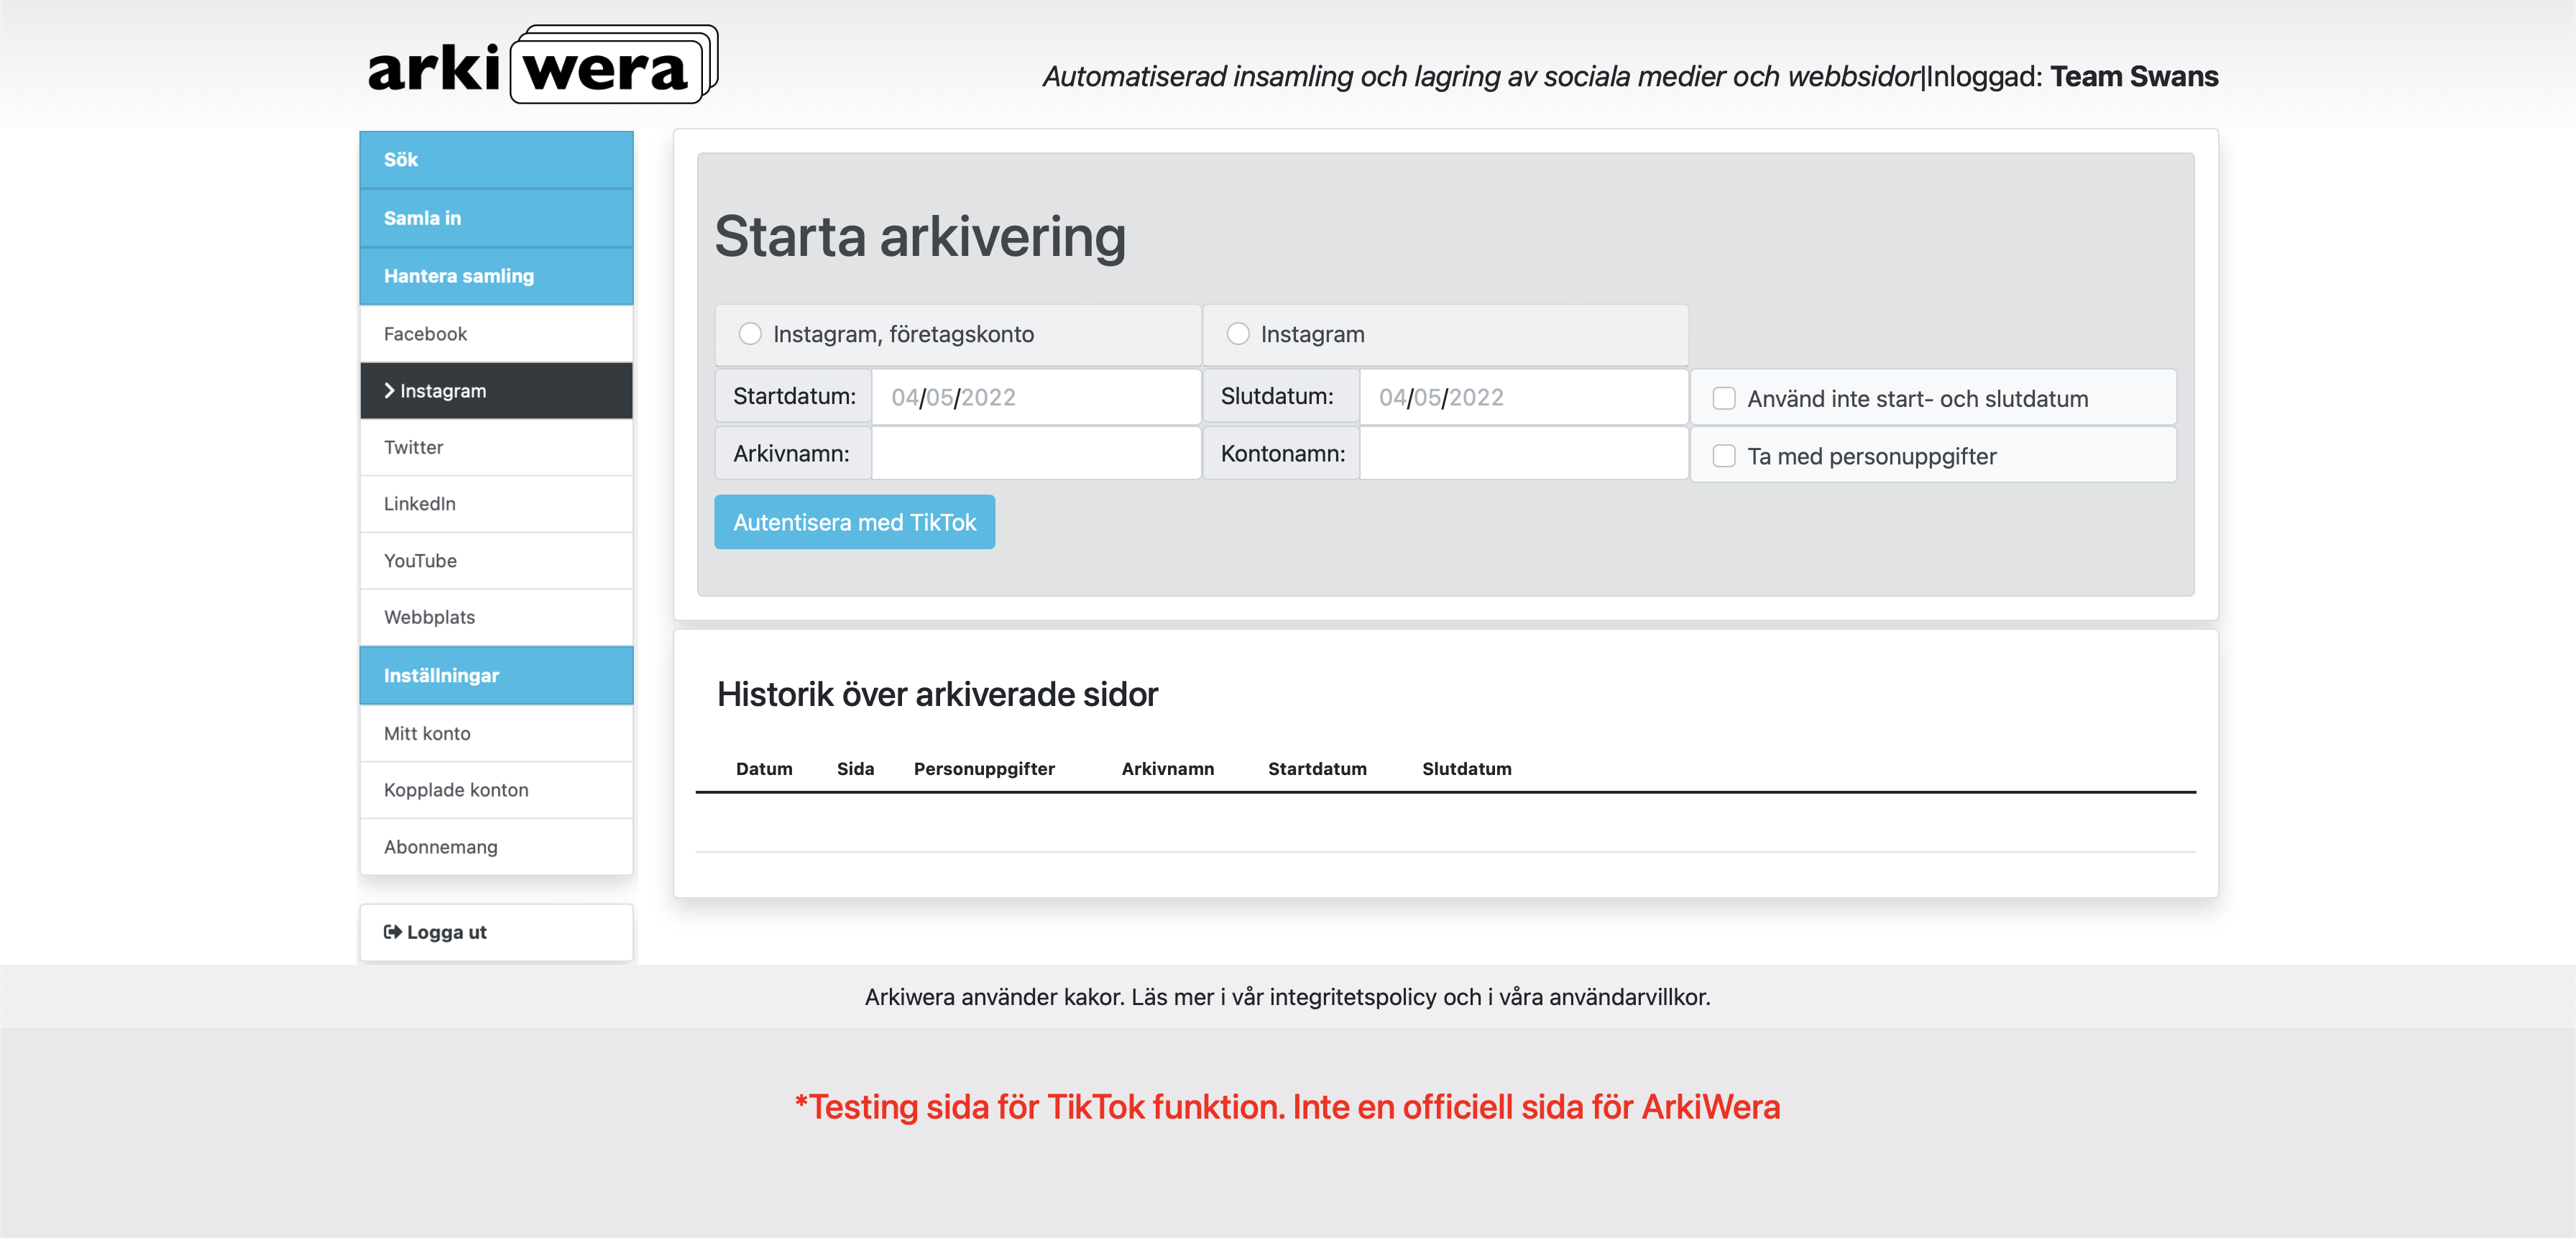 arki wera
Automatiserad insamling och lagring av sociala medier och webbsidor|Inloggad: Team Swans
Sök
Samla in
Hantera samling
Facebook
Instagram
Twitter
LinkedIn
YouTube
Webbplats
Inställningar
Mitt konto
Kopplade konton
Abonnemang
Logga ut
Starta arkivering
Instagram, företagskonto
Instagram
Startdatum: 04/05/2022
Slutdatum: 04/05/2022
Använd inte start- och slutdatum
Arkivnamn:
Kontonamn:
Ta med personuppgifter
Autentisera med TikTok
Historik över arkiverade sidor
Datum Sida Personuppgifter Arkivnamn Startdatum Slutdatum
Arkiwera använder kakor. Läs mer i vår integritetspolicy och i våra användarvillkor.
*Testing sida för TikTok funktion. Inte en officiell sida för ArkiWera